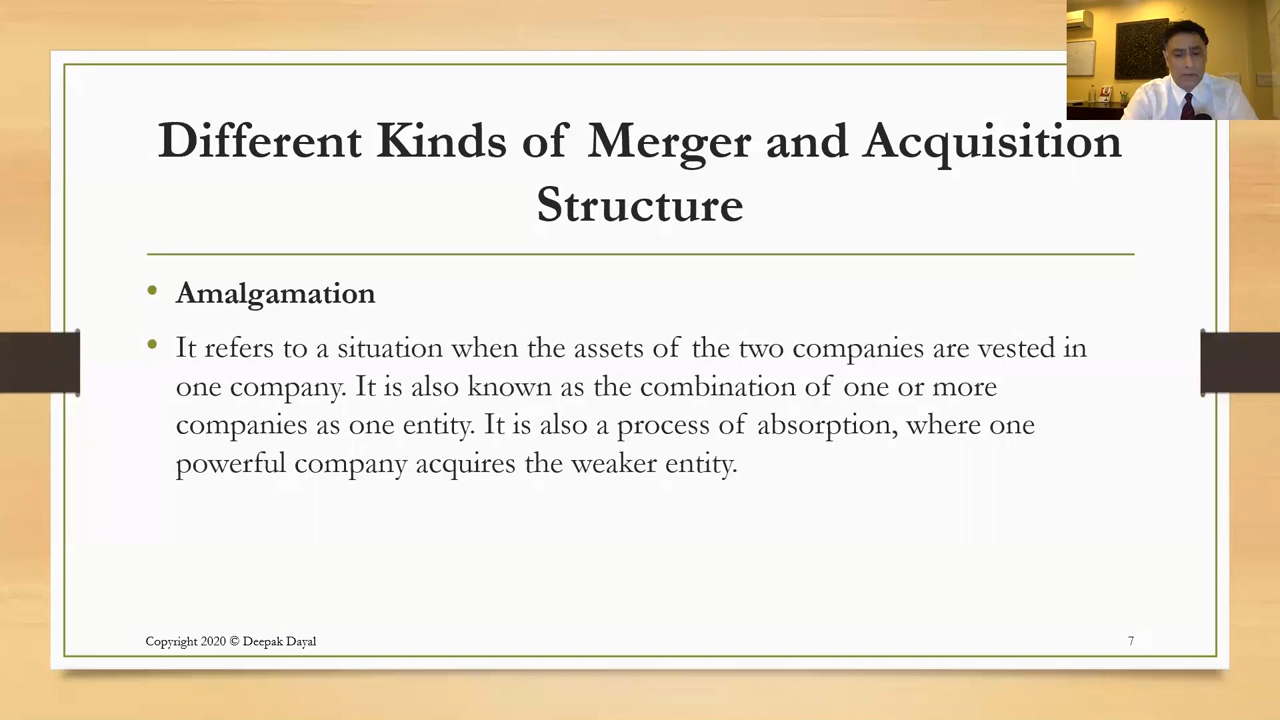 Different Kinds of Merger and Acquisition
Structure
• Amalgamation
• It refers to a situation when the assets of the two companies are vested in
one company. It is also known as the combination of one or more
companies as one entity. It is also a process of absorption, where one
powerful company acquires the weaker entity.
Copyright 2020 © Deepak Dayal
7